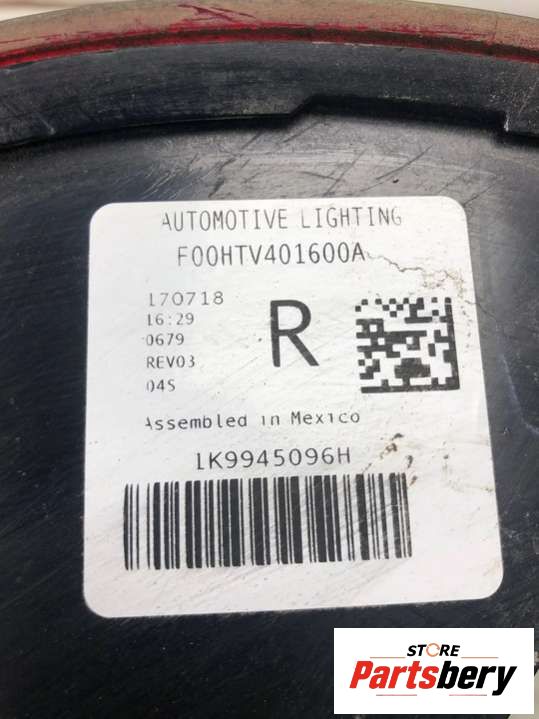 AUTOMOTIVE LIGHTING
F00HTV401600A
170718
16:29
0679
REV03
04S
R
Assembled in Mexico
1K9945096H
STORE
Partsbery